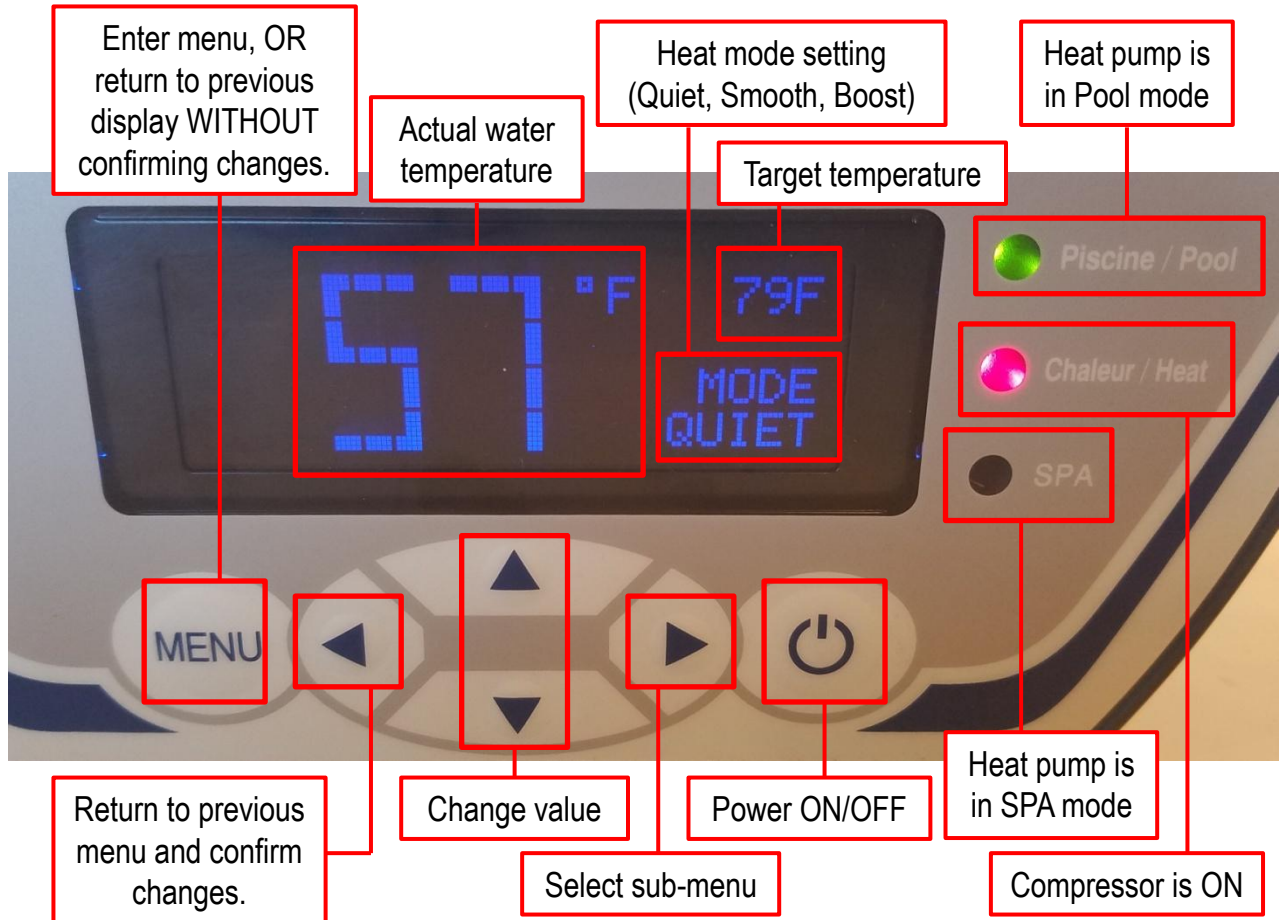 Enter menu, OR
return to previous
display WITHOUT
confirming changes.
Heat mode setting
(Quiet, Smooth, Boost)
Heat pump is
in Pool mode
Actual water
temperature
Target temperature
57 °F
79F
MODE
QUIET
Piscine / Pool
Chaleur / Heat
SPA
MENU
Return to previous
menu and confirm
changes.
Change value
Select sub-menu
Power ON/OFF
Heat pump is
in SPA mode
Compressor is ON